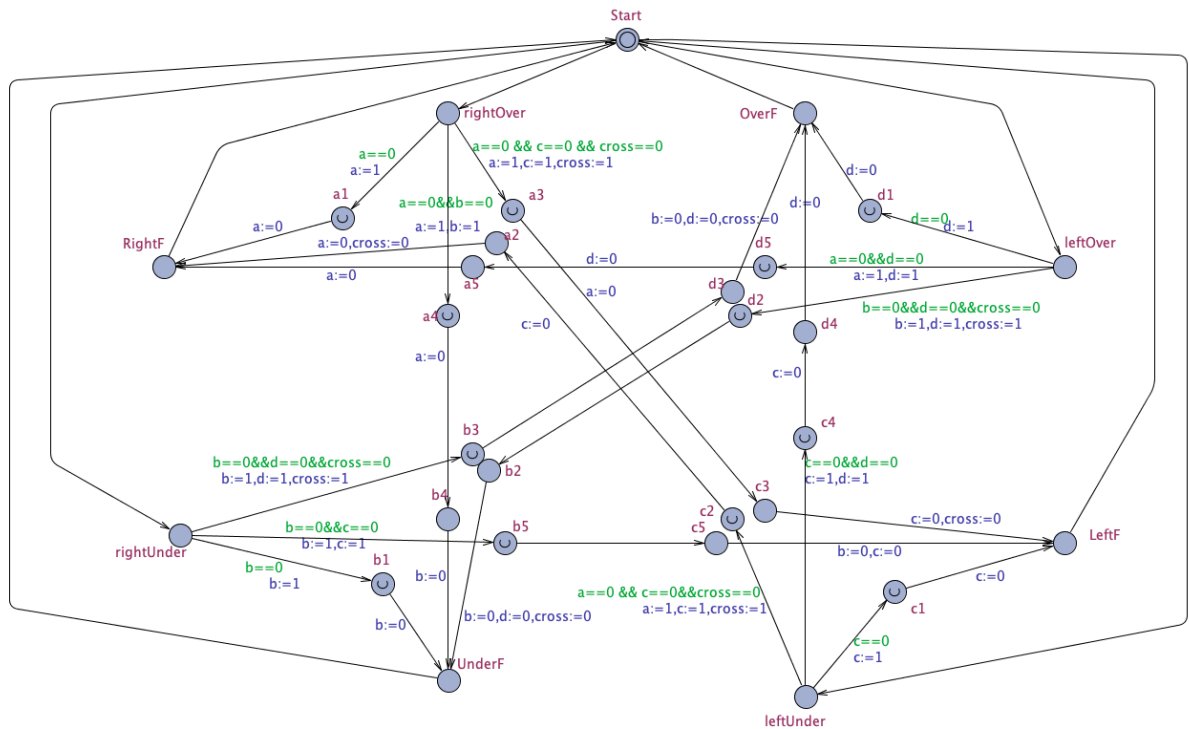 Start
rightOver
OverF
a==0 && c==0 && cross==0
a:=1,c:=1,cross:=1
a==0
a:=1
d:=0
a1
a3
d1
a==0&&b==0
d:=0
b:=0,d:=0,cross:=0
d==0
d:=1
a:=0
a:=1,b:=1
a2
RightF
a:=0,cross:=0
d5
leftOver
d:=0
a==0&&d==0
a:=0
a5
a:=1,d:=1
a:=0
d3
d2
b==0&&d==0&&cross==0
a4
c:=0
d4
b:=1,d:=1,cross:=1
a:=0
c:=0
c4
b3
b==0&&d==0&&cross==0
b2
c==0&&d==0
b:=1,d:=1,cross:=1
c:=1,d:=1
c3
b4
c2
c:=0,cross:=0
b==0&&c==0
b5
c5
LeftF
b:=1,c:=1
rightUnder
b:=0,c:=0
b==0
b1
b:=1
b:=0
c:=0
a==0 && c==0&&cross==0
a:=1,c:=1,cross:=1
c1
b:=0
b:=0,d:=0,cross:=0
c==0
c:=1
UnderF
leftUnder